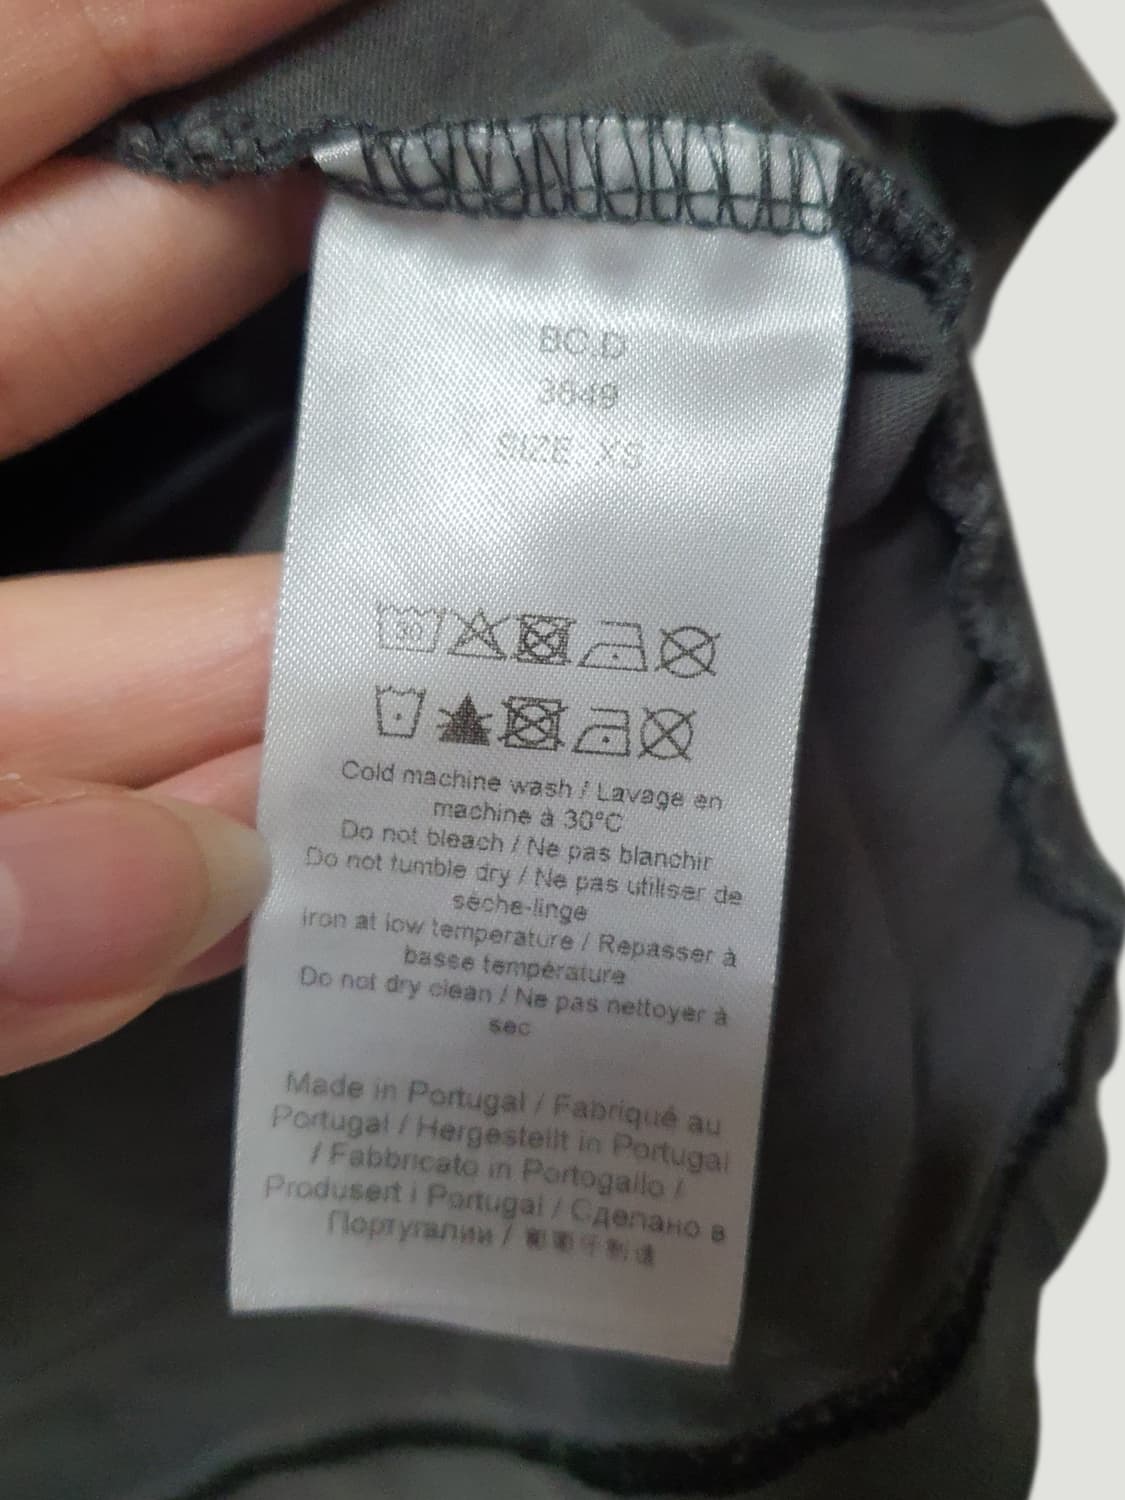 BC.D
3649
SIZE XS
30
Cold machine wash / Lavage en
machine à 30°C
Do not bleach / Ne pas blanchir
Do not tumble dry / Ne pas utiliser de
sèche-linge
Iron at low temperature / Repasser à
basse température
Do not dry clean / Ne pas nettoyer à
sec
Made in Portugal / Fabriqué au
Portugal / Hergestellt in Portugal
/ Fabbricato in Portogallo /
Produsert i Portugal / Сделано в
Португалии /